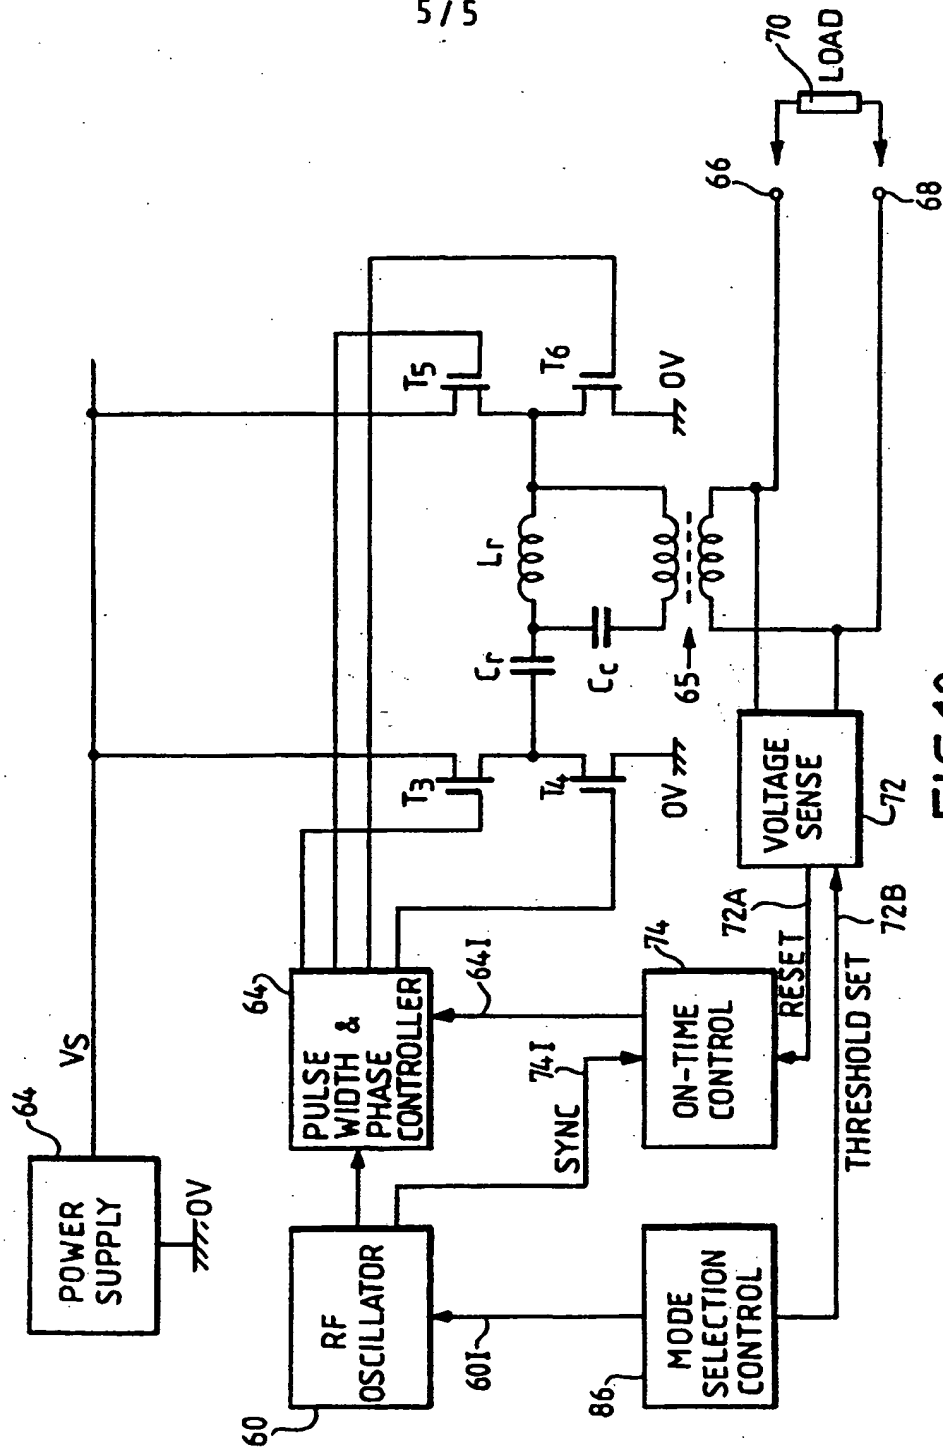 5/5
64
POWER
SUPPLY
0V
VS
60
RF
OSCILLATOR
64
PULSE
WIDTH &
PHASE
CONTROLLER
T3
T4
0V
T5
T6
0V
Cr
Lr
Cc
65
66
68
70
LOAD
60I
SYNC
74I
64I
86
MODE
SELECTION
CONTROL
74
ON-TIME
CONTROL
RESET
72A
72B
THRESHOLD SET
VOLTAGE
SENSE
72